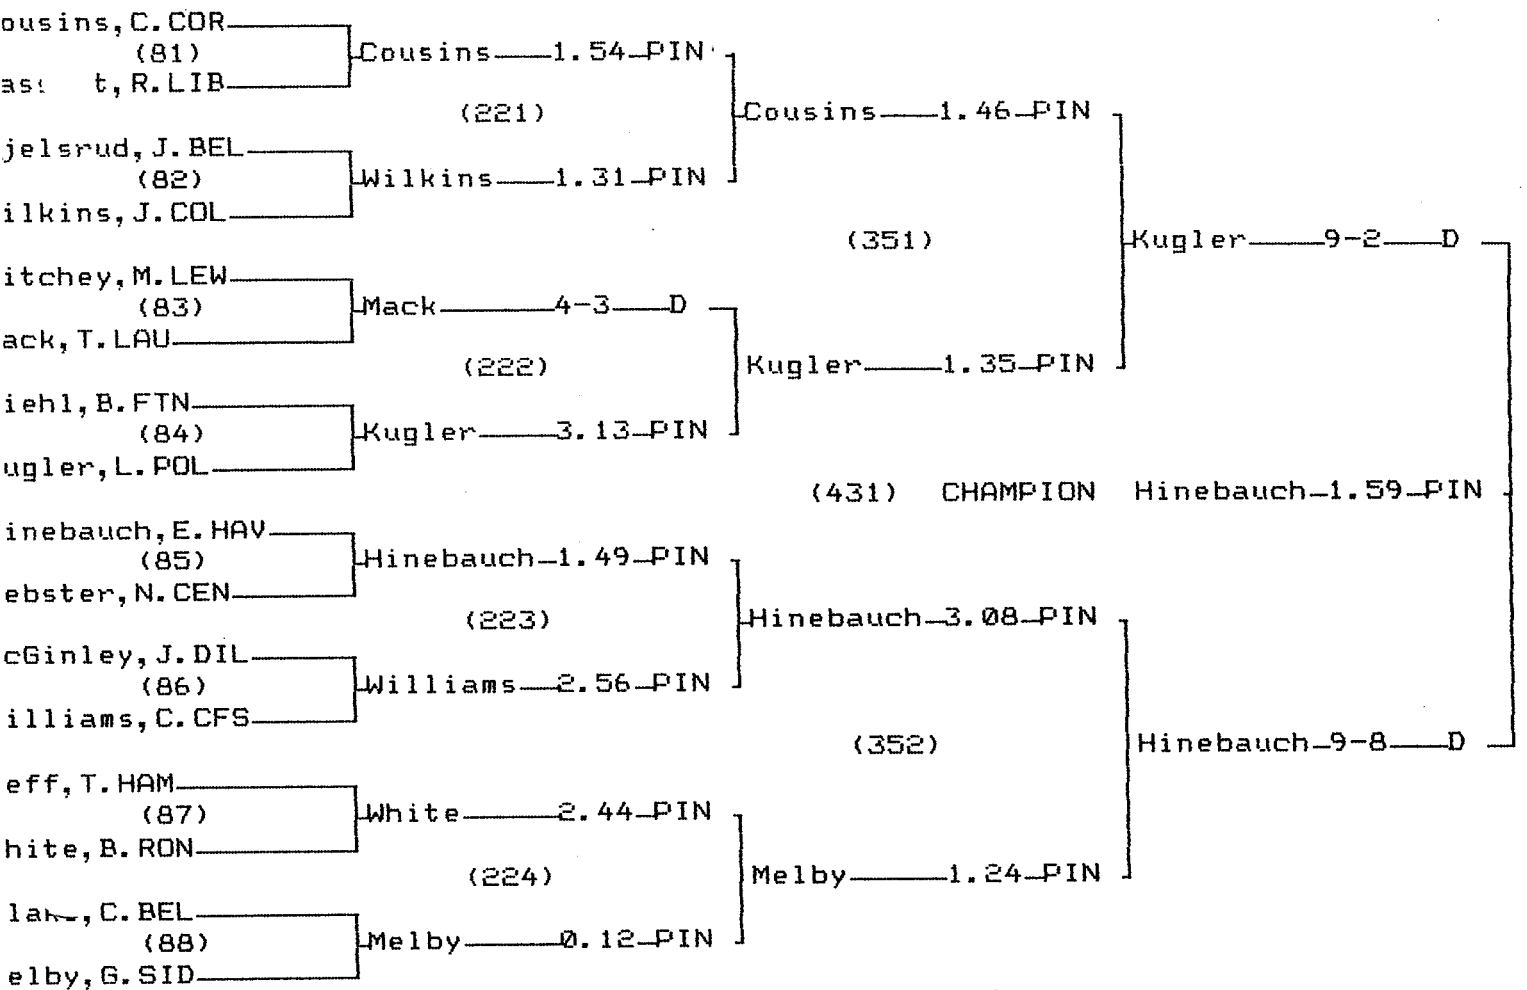 ousins, C. COR
(81) Cousins 1.54 PIN
t, R. LIB
(221) Cousins 1.46 PIN
jelsrud, J. BEL
(82) Wilkins 1.31 PIN
ilkins, J. COL
(351) Kugler 9-2 D
itchey, M. LEW
(83) Mack 4-3 D
ack, T. LAU
(222) Kugler 1.35 PIN
iehl, B. FTN
(84) Kugler 3.13 PIN
ugler, L. POL
(431) CHAMPION Hinebauch 1.59 PIN
inebauch, E. HAV
(85) Hinebauch 1.49 PIN
ebster, N. CEN
(223) Hinebauch 3.08 PIN
cGinley, J. DIL
(86) Williams 2.56 PIN
illiams, C. CFS
(352) Hinebauch 9-8 D
eff, T. HAM
(87) White 2.44 PIN
hite, B. RON
(224) Melby 1.24 PIN
C. BEL
(88) Melby 0.12 PIN
elby, G. SID